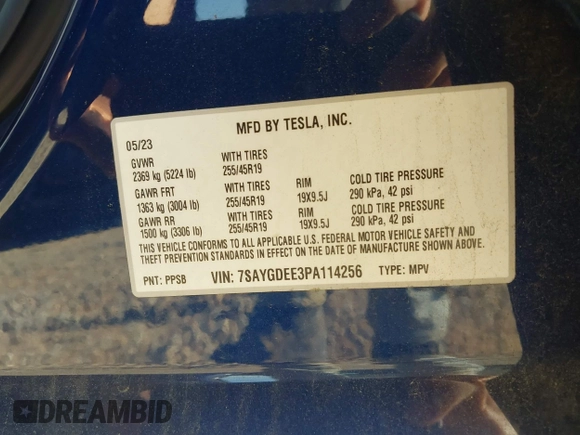 MFD BY TESLA, INC.
05/23
GVWR WITH TIRES
2369 kg (5224 lb) 255/45R19
GAWR FRT WITH TIRES RIM COLD TIRE PRESSURE
1363 kg (3004 lb) 255/45R19 19X9.5J 290 kPa, 42 psi
GAWR RR WITH TIRES RIM COLD TIRE PRESSURE
1500 kg (3306 lb) 255/45R19 19X9.5J 290 kPa, 42 psi
THIS VEHICLE CONFORMS TO ALL APPLICABLE U.S. FEDERAL MOTOR VEHICLE SAFETY AND
THEFT PREVENTION STANDARDS IN EFFECT ON THE DATE OF MANUFACTURE SHOWN ABOVE.
PNT: PPSB VIN: 7SAYGDEE3PA114256 TYPE: MPV
DREAMBID